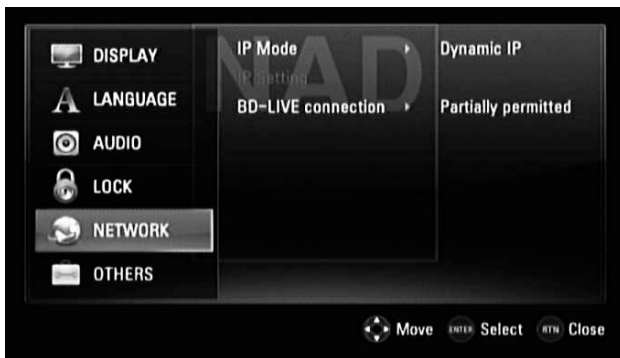 NAD
DISPLAY
LANGUAGE
AUDIO
LOCK
NETWORK
OTHERS
IP Mode
Dynamic IP
IP Setting
BD-LIVE connection
Partially permitted
Move
ENTER
Select
RTN
Close